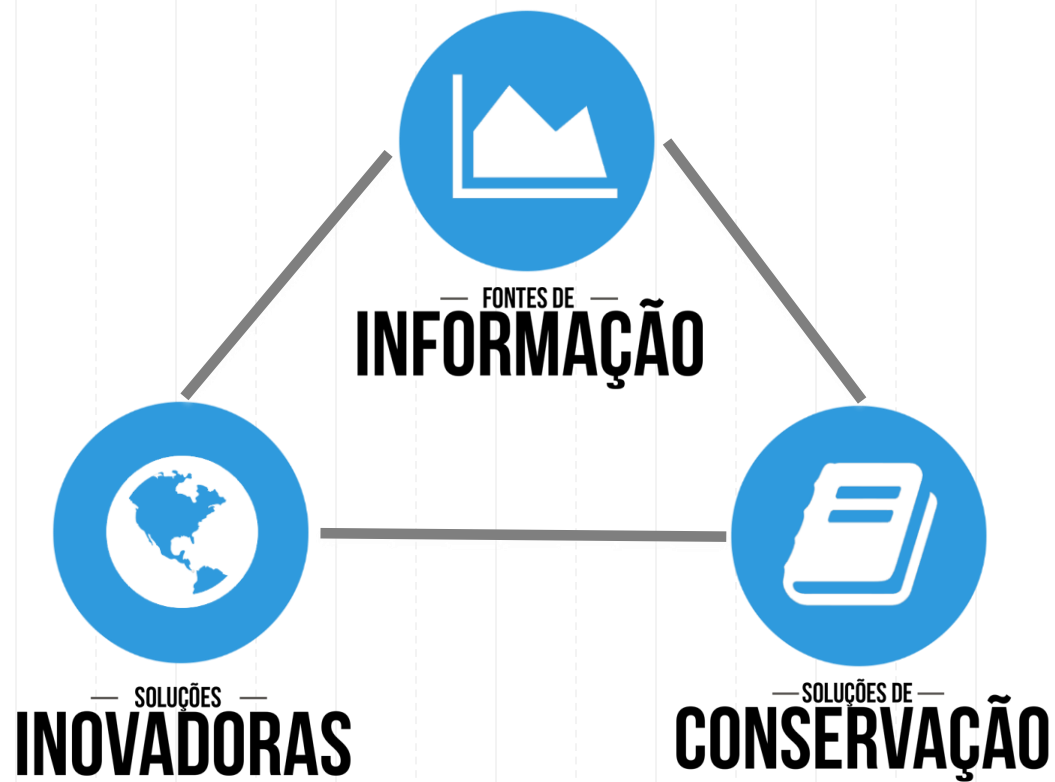 FONTES DE
INFORMAÇÃO
SOLUÇÕES
INOVADORAS
SOLUÇÕES DE
CONSERVAÇÃO